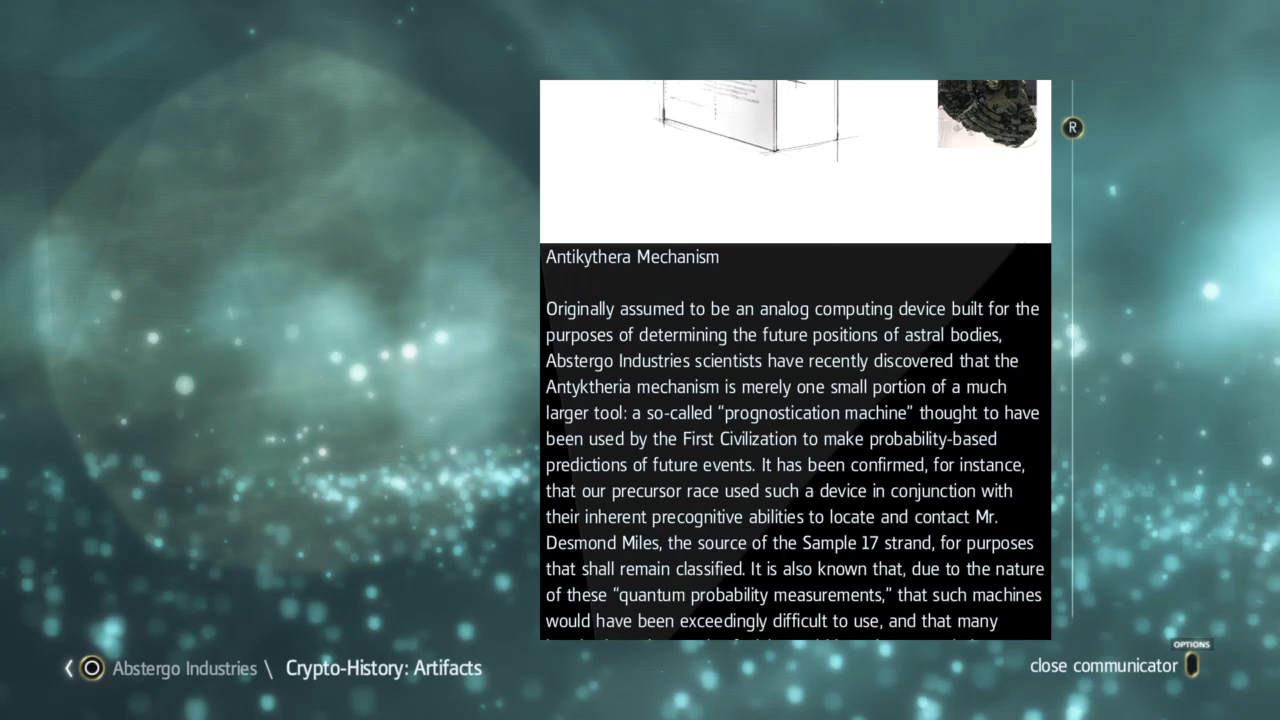 Antikythera Mechanism
Originally assumed to be an analog computing device built for the
purposes of determining the future positions of astral bodies,
Abstergo Industries scientists have recently discovered that the
Antyktheria mechanism is merely one small portion of a much
larger tool: a so-called “prognostication machine” thought to have
been used by the First Civilization to make probability-based
predictions of future events. It has been confirmed, for instance,
that our precursor race used such a device in conjunction with
their inherent precognitive abilities to locate and contact Mr.
Desmond Miles, the source of the Sample 17 strand, for purposes
that shall remain classified. It is also known that, due to the nature
of these “quantum probability measurements,” that such machines
would have been exceedingly difficult to use, and that many
R
OPTIONS
Abstergo Industries \ Crypto-History: Artifacts
close communicator